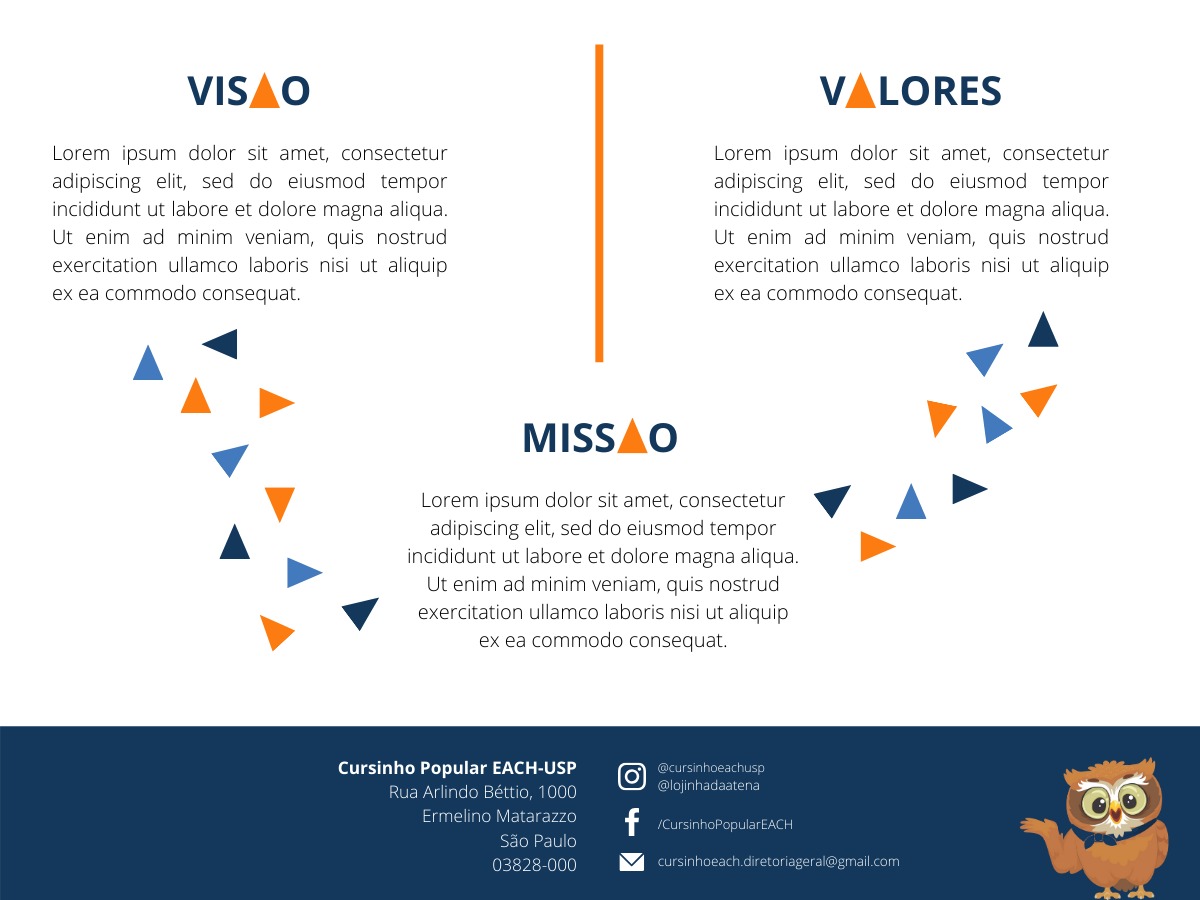 VISAO
Lorem ipsum dolor sit amet, consectetur
adipiscing elit, sed do eiusmod tempor
incididunt ut labore et dolore magna aliqua.
Ut enim ad minim veniam, quis nostrud
exercitation ullamco laboris nisi ut aliquip
ex ea commodo consequat.
VALORES
Lorem ipsum dolor sit amet, consectetur
adipiscing elit, sed do eiusmod tempor
incididunt ut labore et dolore magna aliqua.
Ut enim ad minim veniam, quis nostrud
exercitation ullamco laboris nisi ut aliquip
ex ea commodo consequat.
MISSAO
Lorem ipsum dolor sit amet, consectetur
adipiscing elit, sed do eiusmod tempor
incididunt ut labore et dolore magna aliqua.
Ut enim ad minim veniam, quis nostrud
exercitation ullamco laboris nisi ut aliquip
ex ea commodo consequat.
Cursinho Popular EACH-USP
Rua Arlindo Béttio, 1000
Ermelino Matarazzo
São Paulo
03828-000
@cursinhoeachusp
@lojinhadaatena
/CursinhoPopularEACH
cursinhoeach.diretoriageral@gmail.com